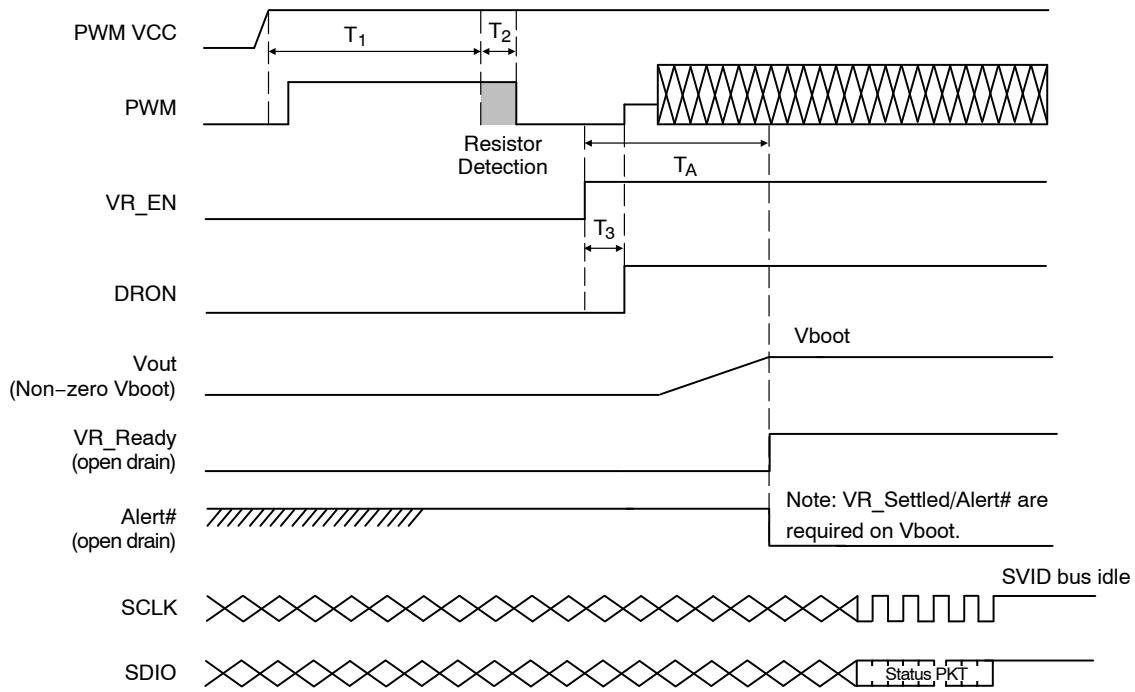 PWM VCC
T1
T2
PWM
Resistor
Detection
TA
VR_EN
T3
DRON
Vboot
Vout
(Non−zero Vboot)
VR_Ready
(open drain)
Note: VR_Settled/Alert# are
required on Vboot.
Alert#
(open drain)
SVID bus idle
SCLK
SDIO
Status PKT